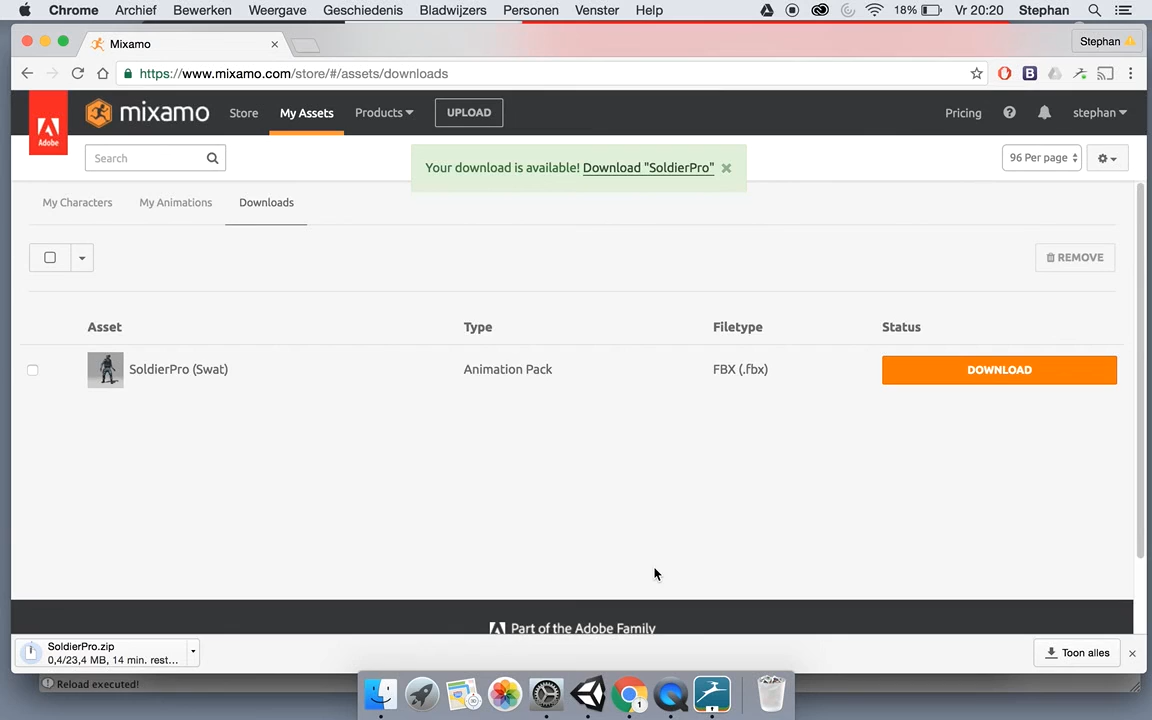 Chrome Archief Bewerken Weergave Geschiedenis Bladwijzers Personen Venster Help 18% Vr 20:20 Stephan
Mixamo
Stephan
https://www.mixamo.com/store/#/assets/downloads
Adobe
mixamo Store My Assets Products UPLOAD Pricing stephan
Search
Your download is available! Download "SoldierPro"
96 Per page
My Characters My Animations Downloads
REMOVE
Asset Type Filetype Status
SoldierPro (Swat) Animation Pack FBX (.fbx) DOWNLOAD
Part of the Adobe Family
SoldierPro.zip
0,4/23,4 MB, 14 min. rest...
Toon alles
Reload executed!